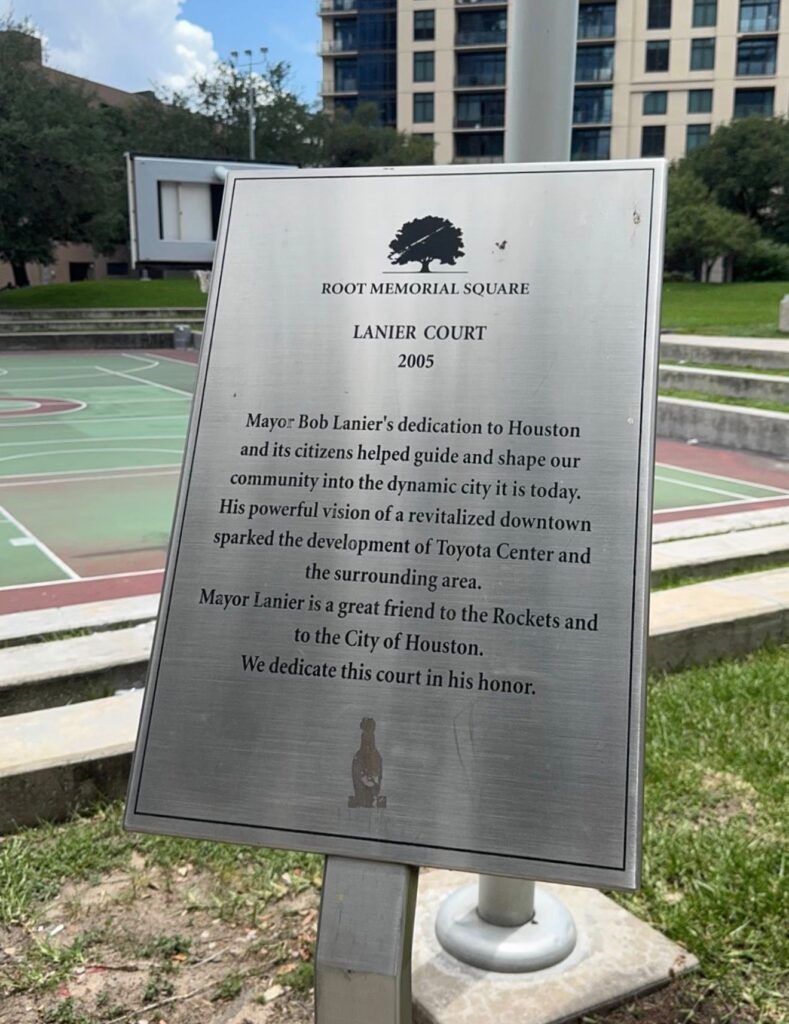 ROOT MEMORIAL SQUARE
LANIER COURT
2005
Mayor Bob Lanier's dedication to Houston
and its citizens helped guide and shape our
community into the dynamic city it is today.
His powerful vision of a revitalized downtown
sparked the development of Toyota Center and
the surrounding area.
Mayor Lanier is a great friend to the Rockets and
to the City of Houston.
We dedicate this court in his honor.